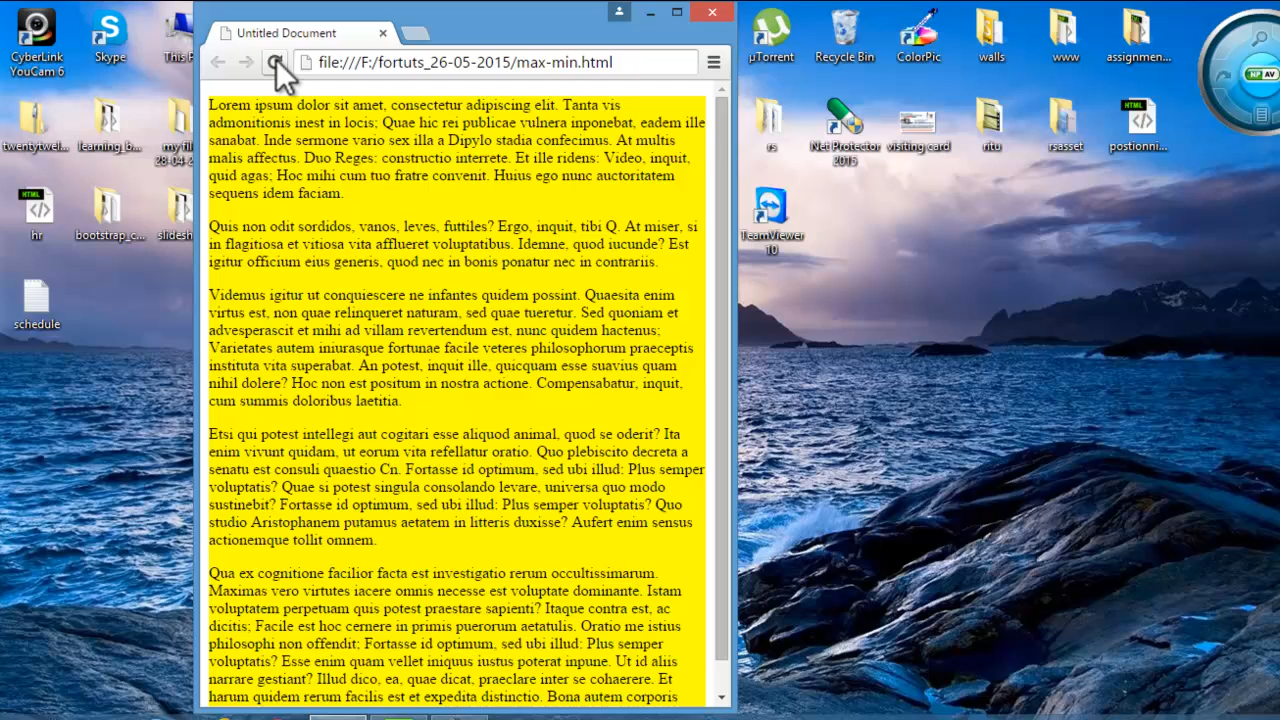 CyberLink
YouCam 6
Skype
This P
twentytwel...
learning_b...
my fil
28-04-2
hr
bootstrap_c...
slidesh
schedule
Untitled Document
file:///F:/fortuts_26-05-2015/max-min.html
Lorem ipsum dolor sit amet, consectetur adipiscing elit. Tanta vis
admonitionis inest in locis; Quae hic rei publicae vulnera inponebat, eadem ille
sanabat. Inde sermone vario sex illa a Dipylo stadia confecimus. At multis
malis affectus. Duo Reges: constructio interrete. Et ille ridens: Video, inquit,
quid agas; Hoc mihi cum tuo fratre convenit. Huius ego nunc auctoritatem
sequens idem faciam.
Quis non odit sordidos, vanos, leves, futtiles? Ergo, inquit, tibi Q. At miser, si
in flagitiosa et vitiosa vita afflueret voluptatibus. Idemne, quod iucunde? Est
igitur officium eius generis, quod nec in bonis ponatur nec in contrariis.
Videmus igitur ut conquiescere ne infantes quidem possint. Quaesita enim
virtus est, non quae relinqueret naturam, sed quae tueretur. Sed quoniam et
advesperascit et mihi ad villam revertendum est, nunc quidem hactenus;
Varietates autem iniurasque fortunae facile veteres philosophorum praeceptis
instituta vita superabat. An potest, inquit ille, quicquam esse suavius quam
nihil dolere? Hoc non est positum in nostra actione. Compensabatur, inquit,
cum summis doloribus laetitia.
Etsi qui potest intellegi aut cogitari esse aliquod animal, quod se oderit? Ita
enim vivunt quidam, ut eorum vita refellatur oratio. Quo plebiscito decreta a
senatu est consuli quaestio Cn. Fortasse id optimum, sed ubi illud: Plus semper
voluptatis? Quae si potest singula consolando levare, universa quo modo
sustinebit? Fortasse id optimum, sed ubi illud: Plus semper voluptatis? Quo
studio Aristophanem putamus aetatem in litteris duxisse? Aufert enim sensus
actionemque tollit omnem.
Qua ex cognitione facilior facta est investigatio rerum occultissimarum.
Maximas vero virtutes iacere omnis necesse est voluptate dominante. Istam
voluptatem perpetuam quis potest praestare sapienti? Itaque contra est, ac
dicitis; Facile est hoc cernere in primis puerorum aetatulis. Oratio me istius
philosophi non offendit; Fortasse id optimum, sed ubi illud: Plus semper
voluptatis? Esse enim quam vellet iniquus iustus poterat inpune. Ut id aliis
narrare gestiant? Illud dico, ea, quae dicat, praeclare inter se cohaerere. Et
harum quidem rerum facilis est et expedita distinctio. Bona autem corporis
µTorrent
Recycle Bin
ColorPic
walls
www
assignmen...
rs
Net Protector
2015
visiting card
ritu
rsasset
HTML
postionni...
HTML
TeamViewer
10
NP AV